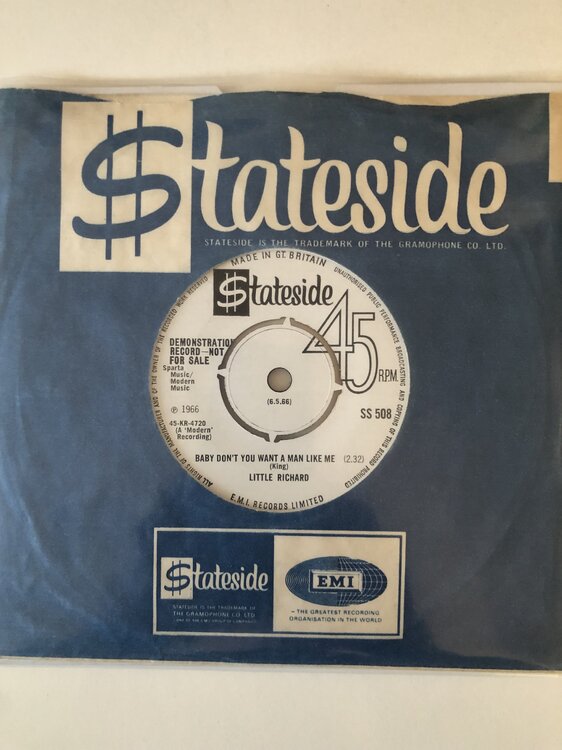 $tateside
STATESIDE IS THE TRADEMARK OF THE GRAMOPHONE CO. LTD.
MADE IN GT. BRITAIN
$tateside
45
R.P.M.
DEMONSTRATION
RECORD—NOT
FOR SALE
Sparta
Music/
Modern
Music
℗ 1966
45-KR-4720
(A 'Modern'
Recording)
(6.5.66)
SS 508
BABY DON'T YOU WANT A MAN LIKE ME (2.32)
(King)
LITTLE RICHARD
E.M.I. RECORDS LIMITED
ALL RIGHTS OF THE MANUFACTURER AND OF THE OWNER OF THE RECORDED WORK RESERVED
UNAUTHORISED PUBLIC PERFORMANCE BROADCASTING AND COPYING OF THIS RECORD PROHIBITED
$tateside
STATESIDE IS THE TRADEMARK OF
THE GRAMOPHONE CO. LTD.
EMI
– THE GREATEST RECORDING
ORGANISATION IN THE WORLD